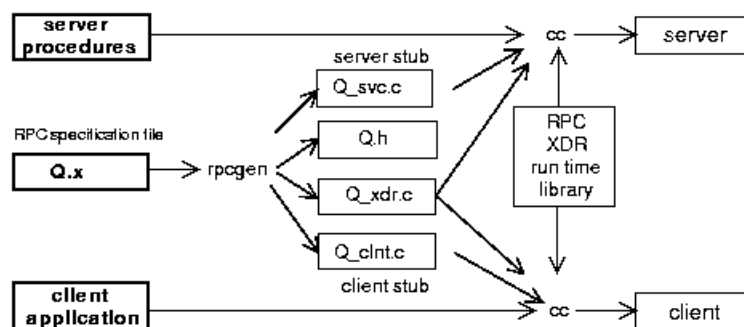 server
procedures
cc
server
server stub
Q_svc.c
RPC specification file
Q.x
rpcgen
Q.h
Q_xdr.c
Q_clnt.c
client stub
RPC
XDR
run time
library
client
application
cc
client